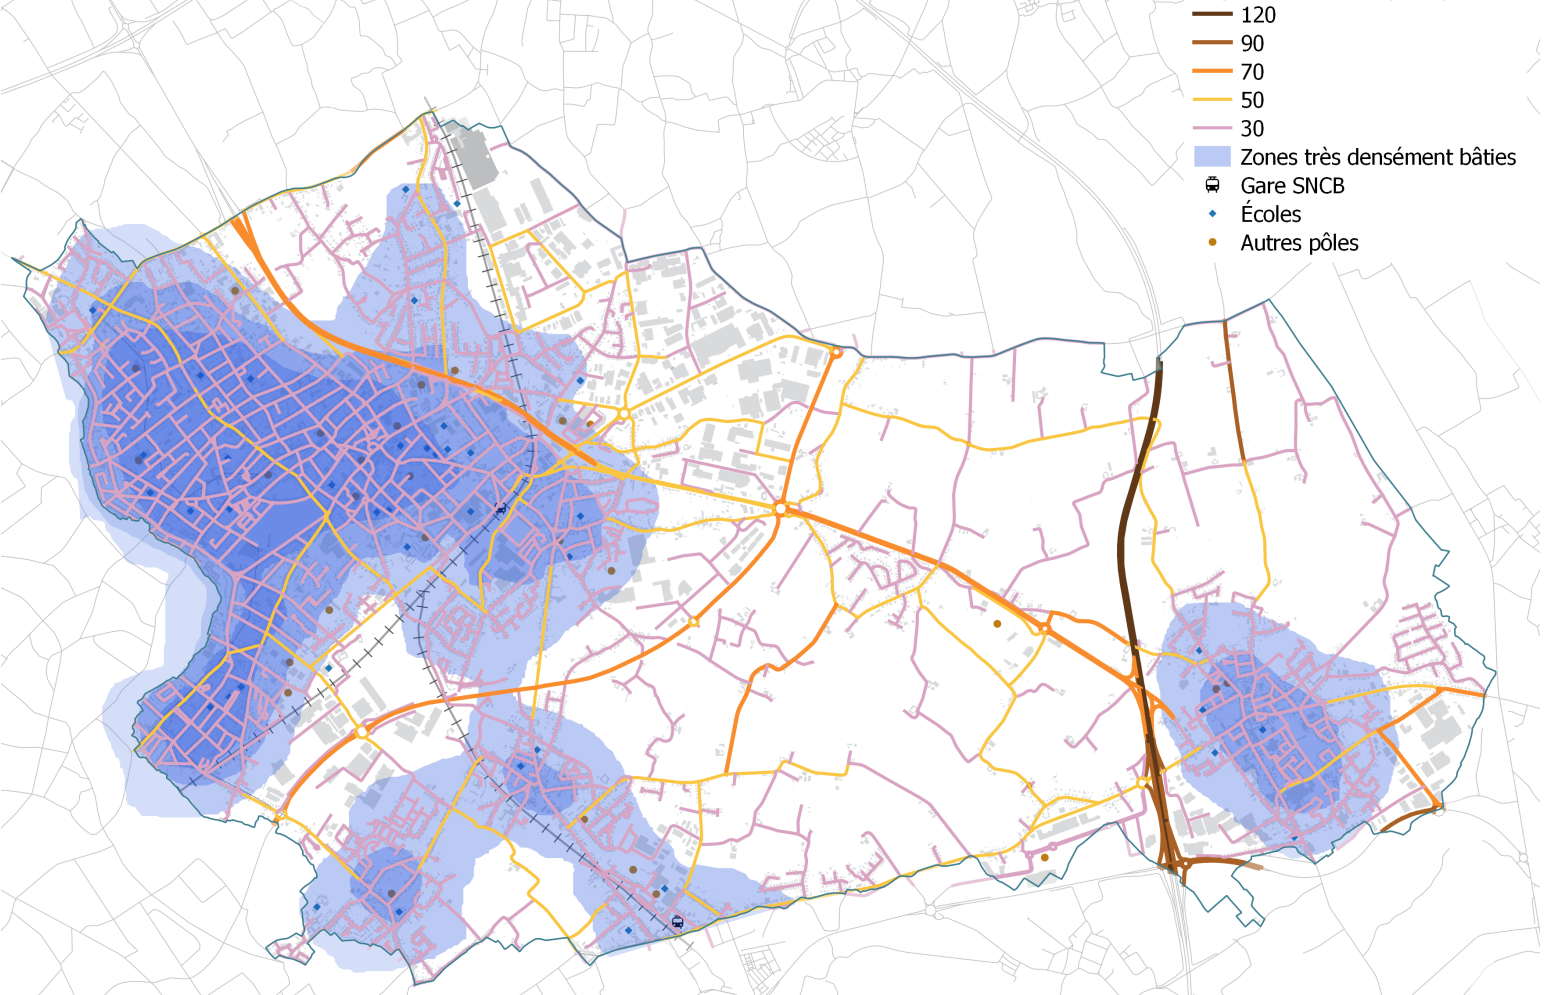 120
90
70
50
30
Zones très densément bâties
Gare SNCB
Écoles
Autres pôles